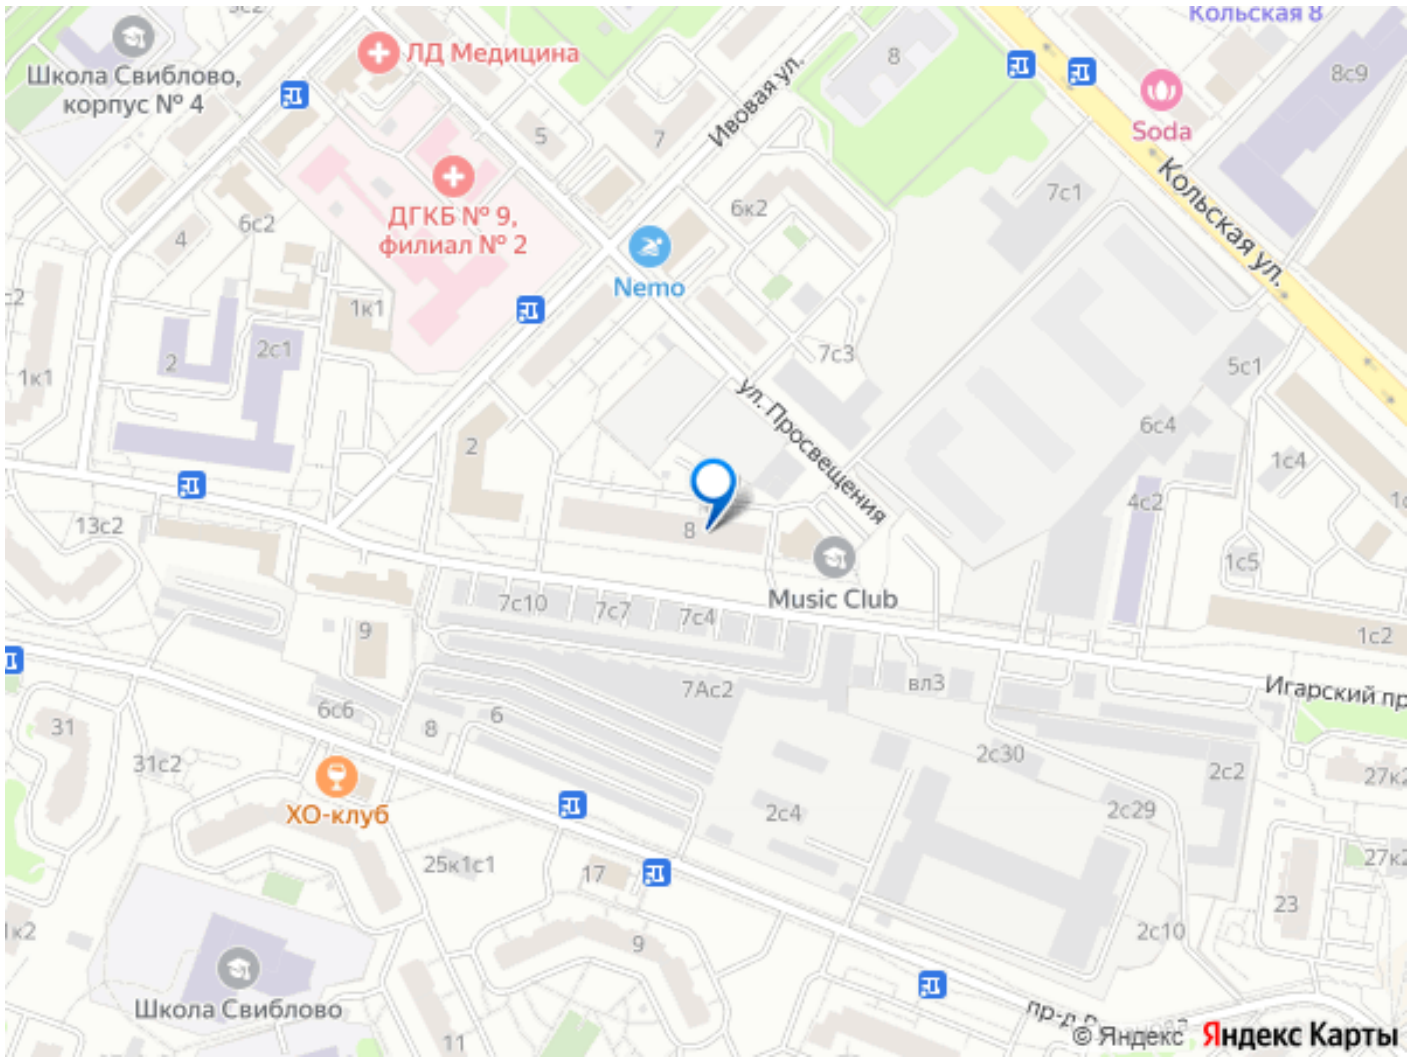 Кольская 8
Школа Свиблово,
корпус № 4
ЛД Медицина
8
8с9
Soda
Ивовая ул.
5
7
Кольская ул.
7с1
ДГКБ № 9,
филиал № 2
6к2
6с2
4
Nemo
1к1
7с3
2
2с1
1к1
5с1
ул. Просвещения
6с4
2
1с4
4с2
13с2
8
1с5
Music Club
7с10
7с7
7с4
9
1с2
7Ас2
вл3
Игарский пр
6с6
6
8
31
31с2
2с30
2с2
27к2
ХО-клуб
2с4
2с29
25к1с1
17
27к2
23
1к2
9
2с10
Школа Свиблово
11
пр-д
© Яндекс Яндекс Карты